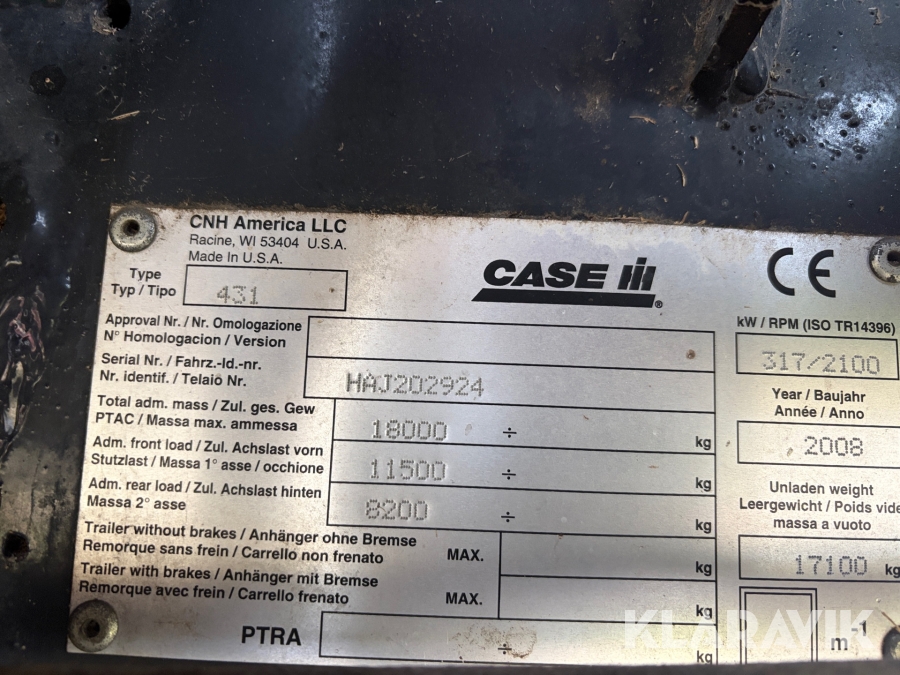 CNH America LLC
Racine, WI 53404 U.S.A.
Made In U.S.A.
Type
Typ / Tipo
431
CASE IH®
CE
Approval Nr. / Nr. Omologazione
N° Homologacion / Version
kW / RPM (ISO TR14396)
317/2100
Serial Nr. / Fahrz.-Id.-nr.
Nr. identif. / Telaio Nr.
HAJ202924
Year / Baujahr
Année / Anno
2008
Total adm. mass / Zul. ges. Gew
PTAC / Massa max. ammessa
18000 ÷ kg
Adm. front load / Zul. Achslast vorn
Stutzlast / Massa 1° asse / occhione
11500 ÷ kg
Adm. rear load / Zul. Achslast hinten
Massa 2° asse
8200 ÷ kg
Unladen weight
Leergewicht / Poids vide
massa a vuoto
17100 kg
Trailer without brakes / Anhänger ohne Bremse
Remorque sans frein / Carrello non frenato
MAX. kg
Trailer with brakes / Anhänger mit Bremse
Remorque avec frein / Carrello frenato
MAX. kg
PTRA ÷ kg
m-1
KLARAVIK